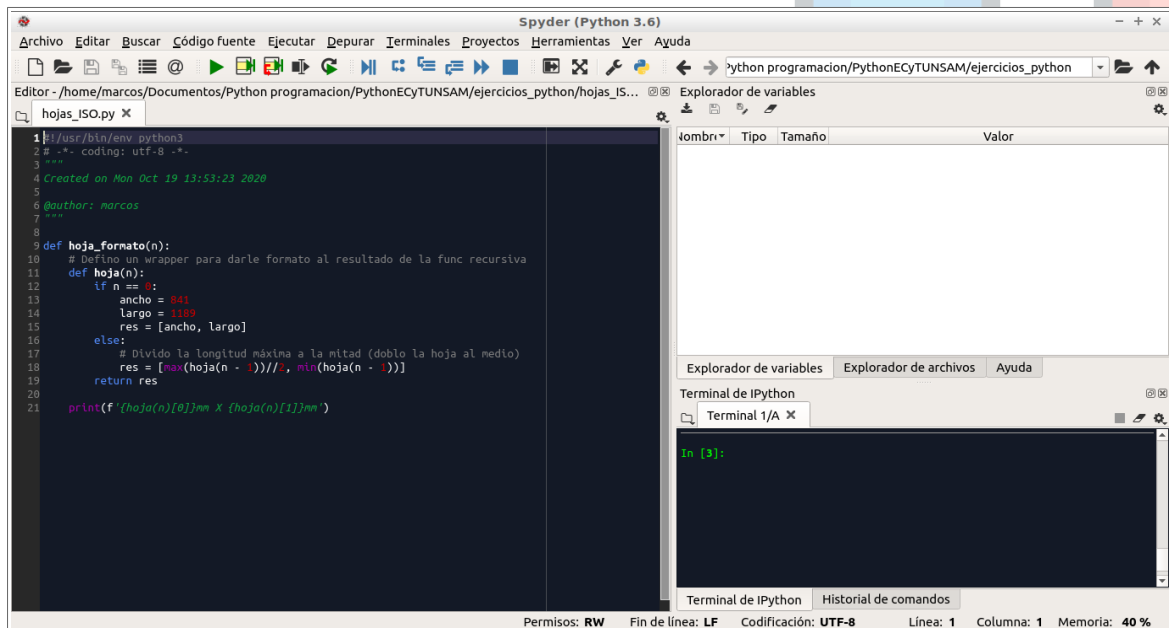 Spyder (Python 3.6)
Archivo Editar Buscar Código fuente Ejecutar Depurar Terminales Proyectos Herramientas Ver Ayuda
Python programacion/PythonECyTUNSAM/ejercicios_python
Editor - /home/marcos/Documentos/Python programacion/PythonECyTUNSAM/ejercicios_python/hojas_IS...
hojas_ISO.py
1 #!/usr/bin/env python3
2 # -*- coding: utf-8 -*-
3 """
4 Created on Mon Oct 19 13:53:23 2020
5
6 @author: marcos
7 """
8
9 def hoja_formato(n):
10     # Defino un wrapper para darle formato al resultado de la func recursiva
11     def hoja(n):
12         if n == 0:
13             ancho = 841
14             largo = 1189
15             res = [ancho, largo]
16         else:
17             # Divido la longitud máxima a la mitad (doblo la hoja al medio)
18             res = [max(hoja(n - 1))//2, min(hoja(n - 1))]
19         return res
20
21     print(f'{hoja(n)[0]}mm X {hoja(n)[1]}mm')
Explorador de variables
Nombre Tipo Tamaño Valor
Explorador de variables Explorador de archivos Ayuda
Terminal de IPython
Terminal 1/A
In [3]:
Terminal de IPython Historial de comandos
Permisos: RW Fin de línea: LF Codificación: UTF-8 Línea: 1 Columna: 1 Memoria: 40 %